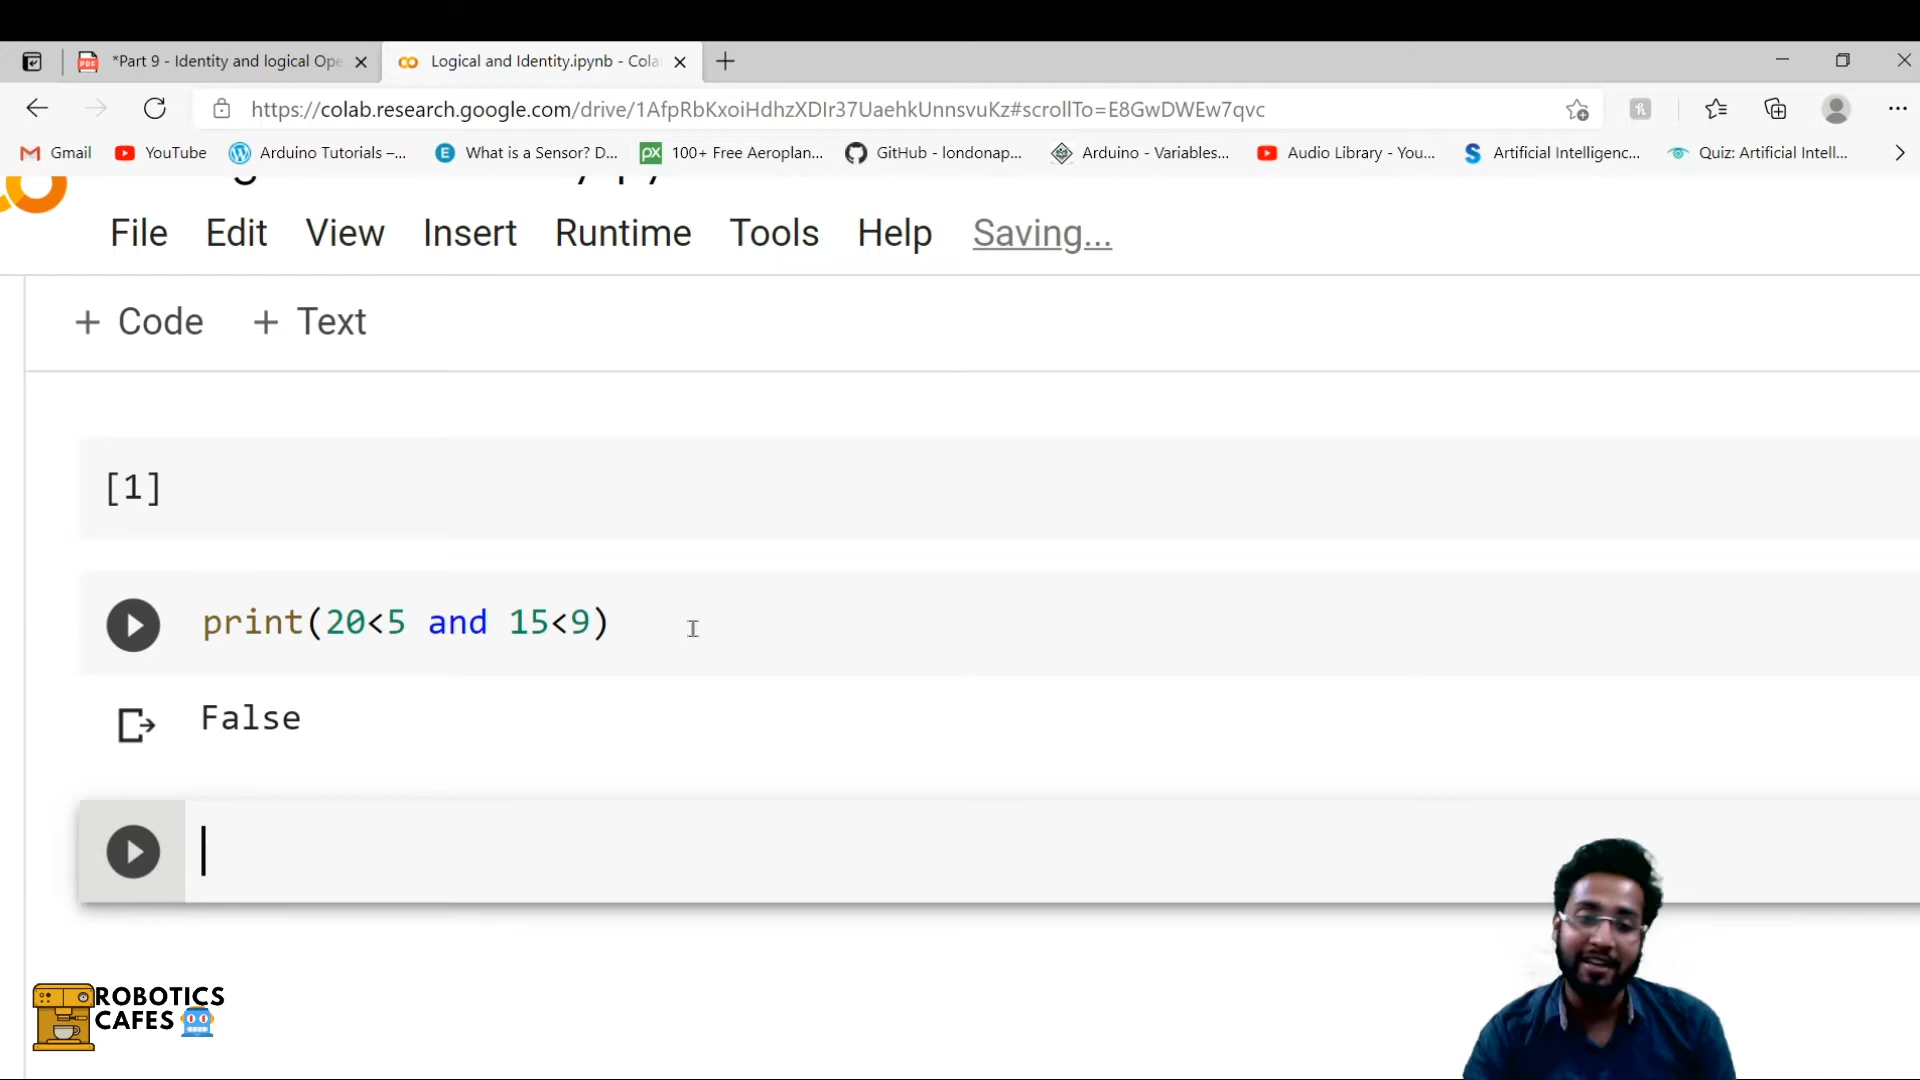 *Part 9 - Identity and logical Ope
Logical and Identity.ipynb - Cola
https://colab.research.google.com/drive/1AfpRbKxoiHdhzXDIr37UaehkUnnsvuKz#scrollTo=E8GwDWEw7qvc
Gmail YouTube Arduino Tutorials –... What is a Sensor? D... 100+ Free Aeroplan... GitHub - londonap... Arduino - Variables... Audio Library - You... Artificial Intelligenc... Quiz: Artificial Intell...
File Edit View Insert Runtime Tools Help Saving...
+ Code + Text
[1]
print(20<5 and 15<9)
False
ROBOTICS
CAFES